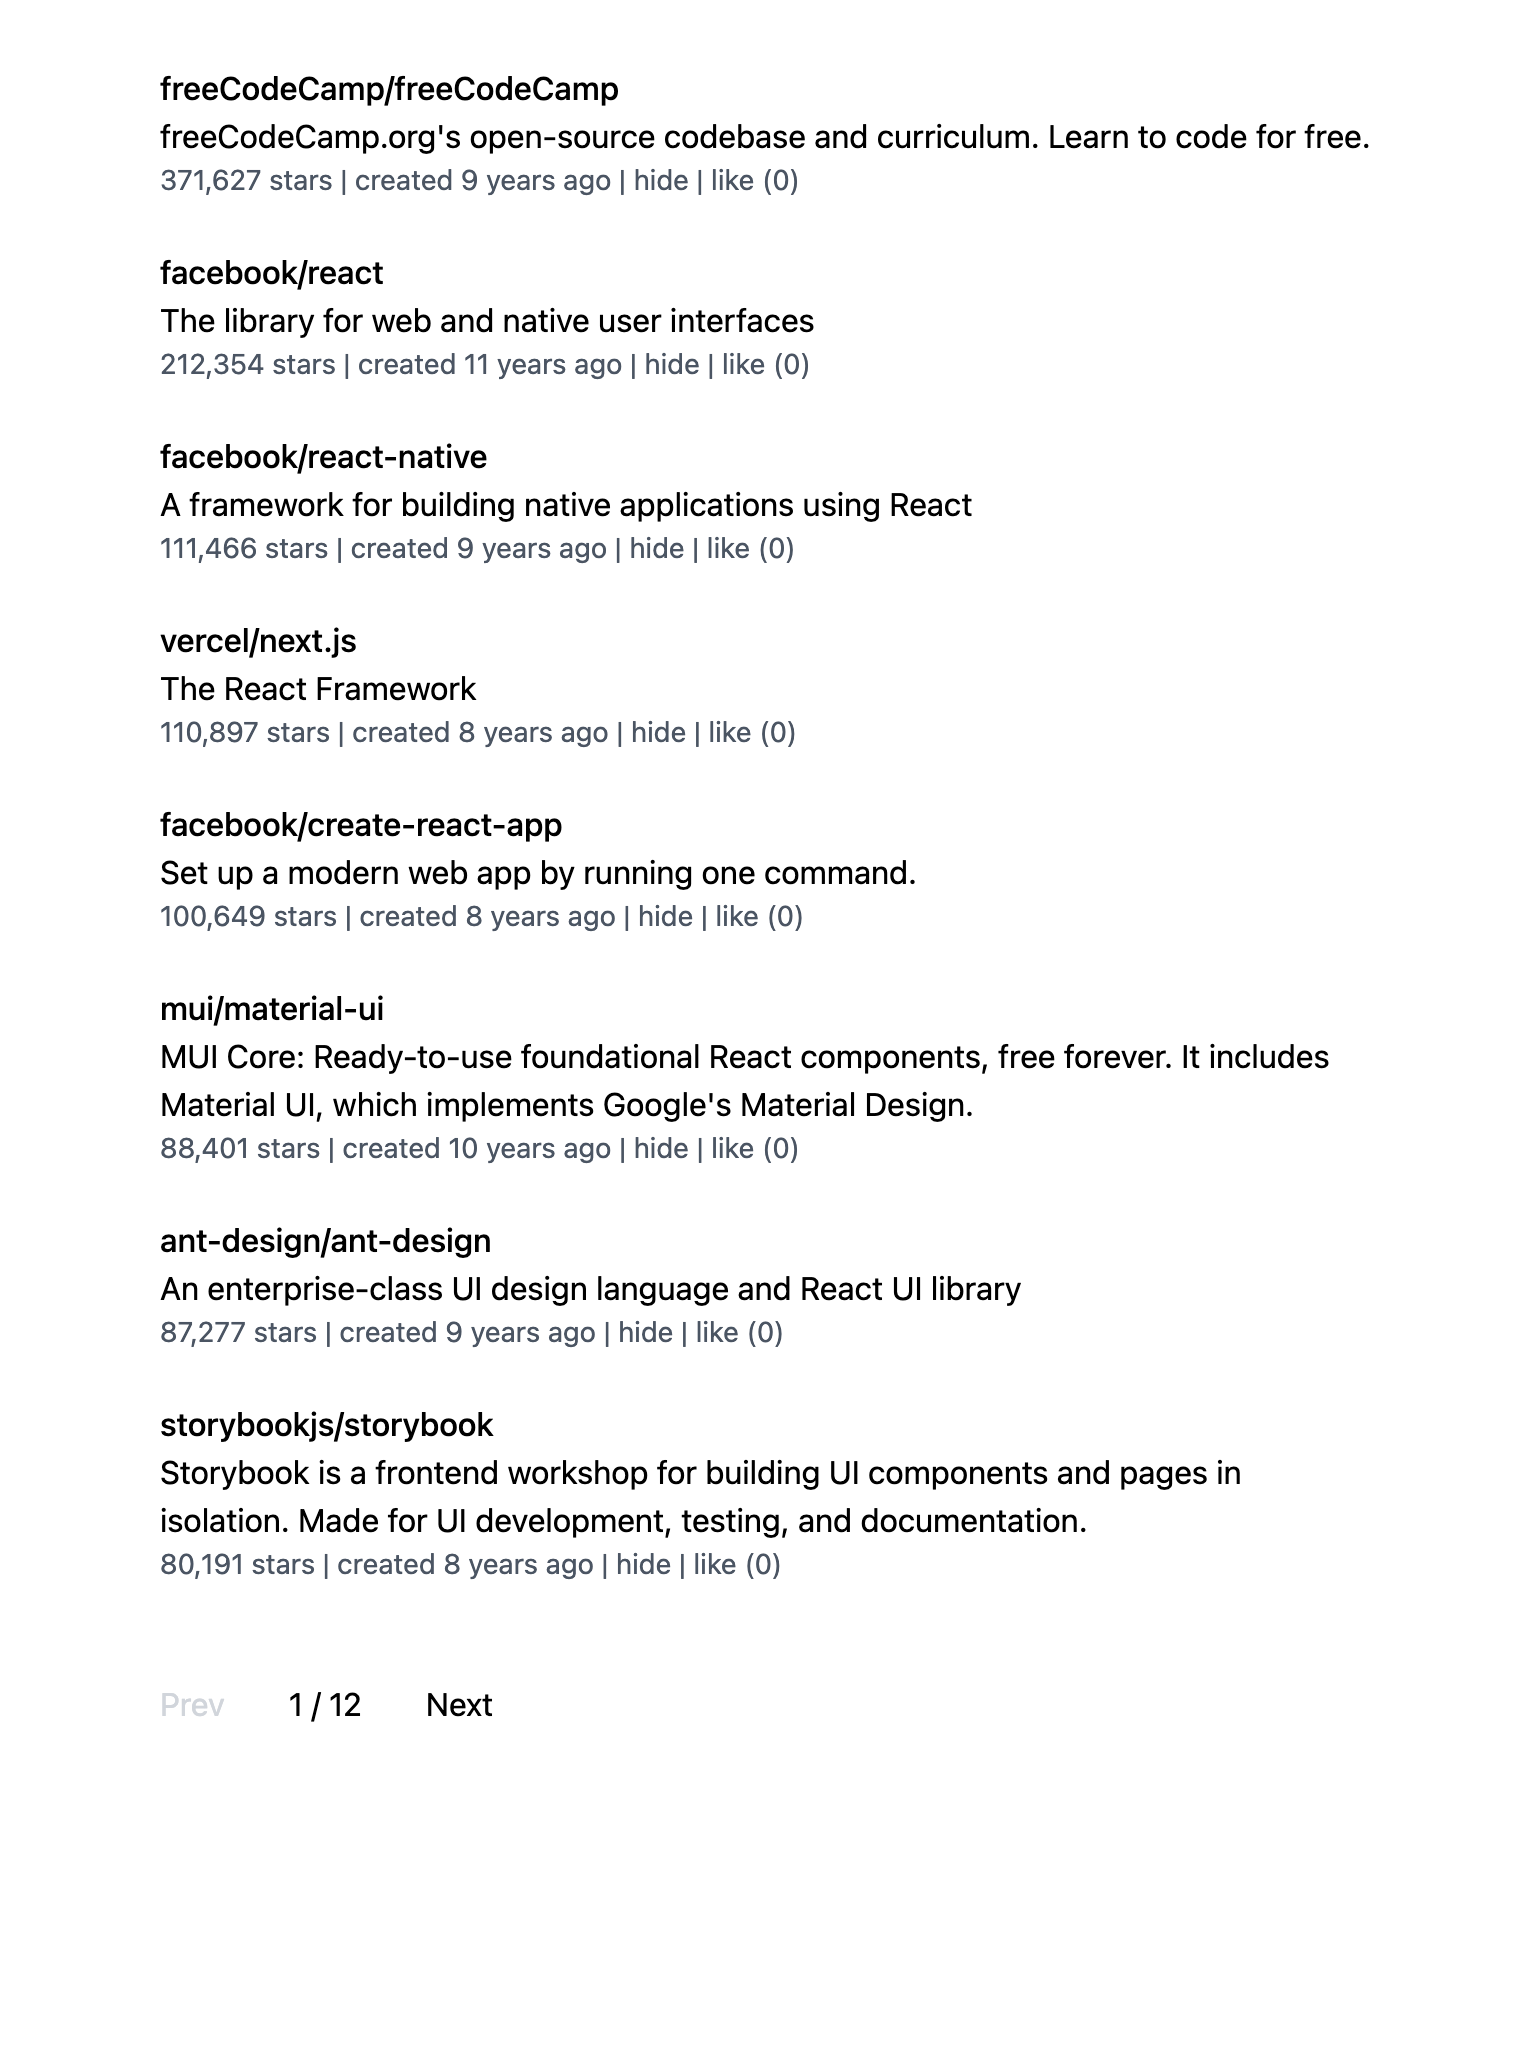 freeCodeCamp/freeCodeCamp
freeCodeCamp.org's open-source codebase and curriculum. Learn to code for free.
371,627 stars | created 9 years ago | hide | like (0)
facebook/react
The library for web and native user interfaces
212,354 stars | created 11 years ago | hide | like (0)
facebook/react-native
A framework for building native applications using React
111,466 stars | created 9 years ago | hide | like (0)
vercel/next.js
The React Framework
110,897 stars | created 8 years ago | hide | like (0)
facebook/create-react-app
Set up a modern web app by running one command.
100,649 stars | created 8 years ago | hide | like (0)
mui/material-ui
MUI Core: Ready-to-use foundational React components, free forever. It includes
Material UI, which implements Google's Material Design.
88,401 stars | created 10 years ago | hide | like (0)
ant-design/ant-design
An enterprise-class UI design language and React UI library
87,277 stars | created 9 years ago | hide | like (0)
storybookjs/storybook
Storybook is a frontend workshop for building UI components and pages in
isolation. Made for UI development, testing, and documentation.
80,191 stars | created 8 years ago | hide | like (0)
Prev 1 / 12 Next